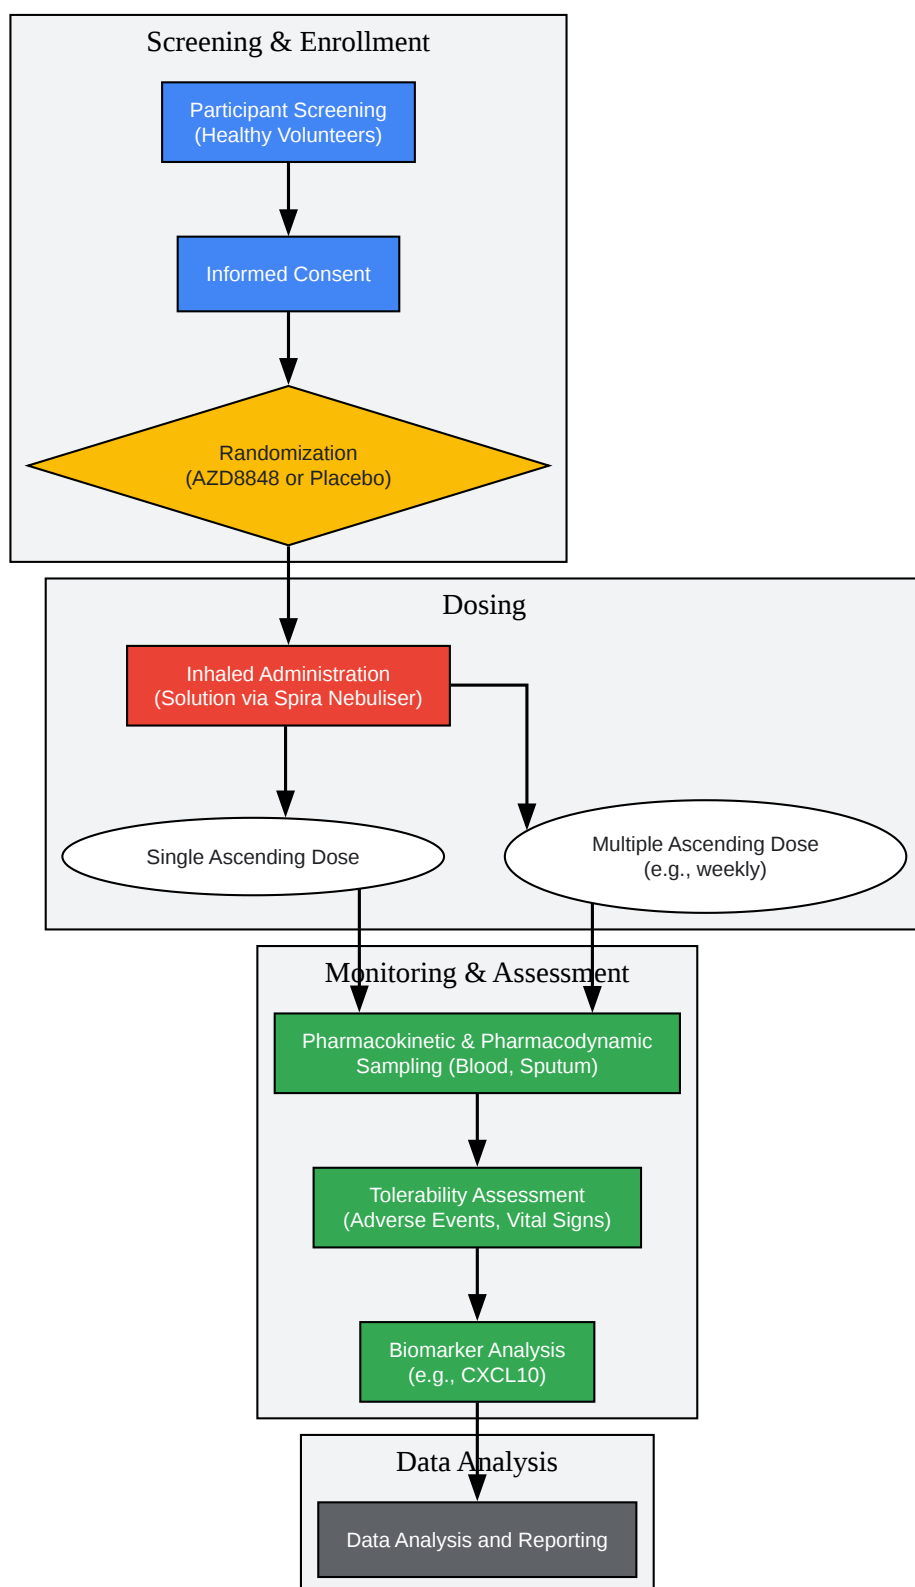 Screening & Enrollment
Participant Screening
(Healthy Volunteers)
Informed Consent
Randomization
(AZD8848 or Placebo)
Dosing
Inhaled Administration
(Solution via Spira Nebuliser)
Single Ascending Dose
Multiple Ascending Dose
(e.g., weekly)
Monitoring & Assessment
Pharmacokinetic & Pharmacodynamic
Sampling (Blood, Sputum)
Tolerability Assessment
(Adverse Events, Vital Signs)
Biomarker Analysis
(e.g., CXCL10)
Data Analysis
Data Analysis and Reporting